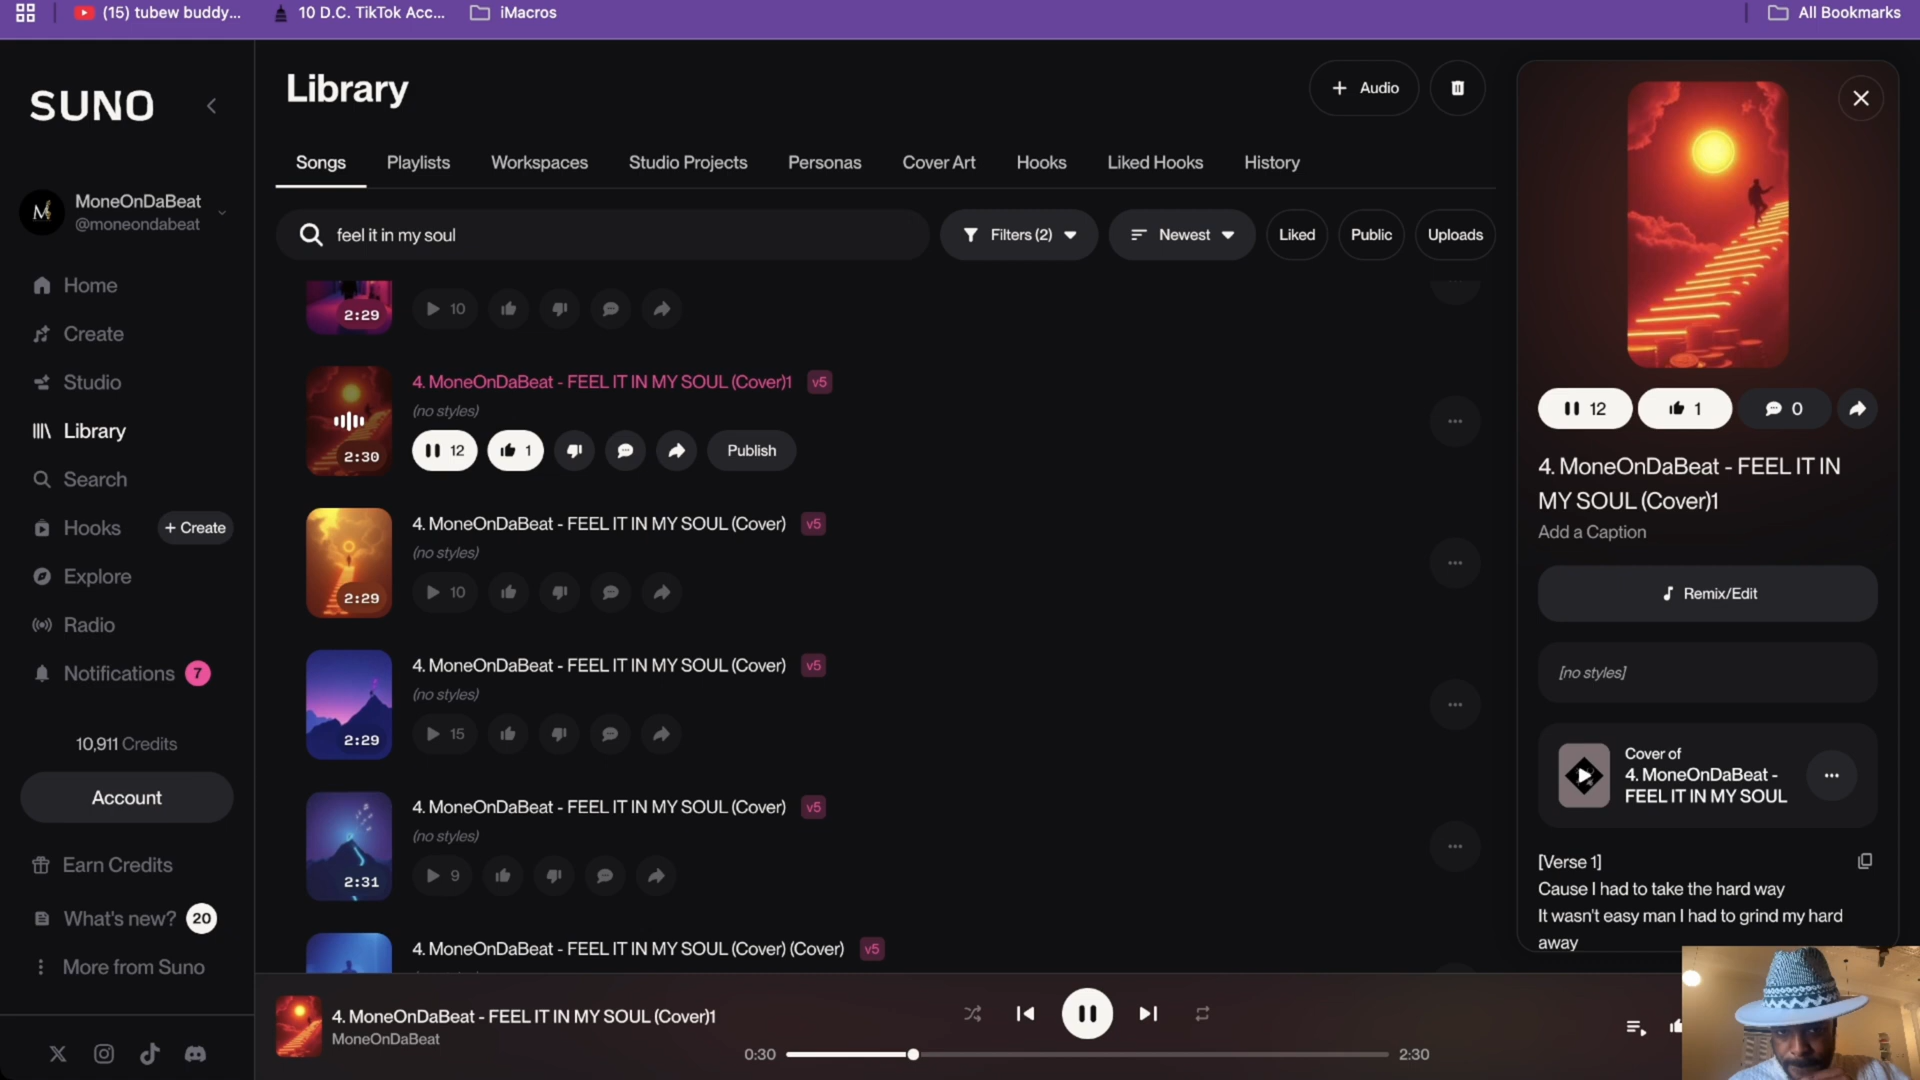 (15) tubew buddy...
10 D.C. TikTok Acc...
iMacros
All Bookmarks
SUNO
MoneOnDaBeat
@moneondabeat
Home
Create
Studio
Library
Search
Hooks
+ Create
Explore
Radio
Notifications
7
10,911 Credits
Account
Earn Credits
What's new?
20
More from Suno
Library
+ Audio
Songs
Playlists
Workspaces
Studio Projects
Personas
Cover Art
Hooks
Liked Hooks
History
feel it in my soul
Filters (2)
Newest
Liked
Public
Uploads
2:29
10
4. MoneOnDaBeat - FEEL IT IN MY SOUL (Cover)1
v5
(no styles)
2:30
12
1
Publish
4. MoneOnDaBeat - FEEL IT IN MY SOUL (Cover)
v5
(no styles)
2:29
10
4. MoneOnDaBeat - FEEL IT IN MY SOUL (Cover)
v5
(no styles)
2:29
15
4. MoneOnDaBeat - FEEL IT IN MY SOUL (Cover)
v5
(no styles)
2:31
9
4. MoneOnDaBeat - FEEL IT IN MY SOUL (Cover) (Cover)
v5
12
1
0
4. MoneOnDaBeat - FEEL IT IN
MY SOUL (Cover)1
Add a Caption
Remix/Edit
[no styles]
Cover of
4. MoneOnDaBeat -
FEEL IT IN MY SOUL
[Verse 1]
Cause I had to take the hard way
It wasn't easy man I had to grind my hard
away
4. MoneOnDaBeat - FEEL IT IN MY SOUL (Cover)1
MoneOnDaBeat
0:30
2:30